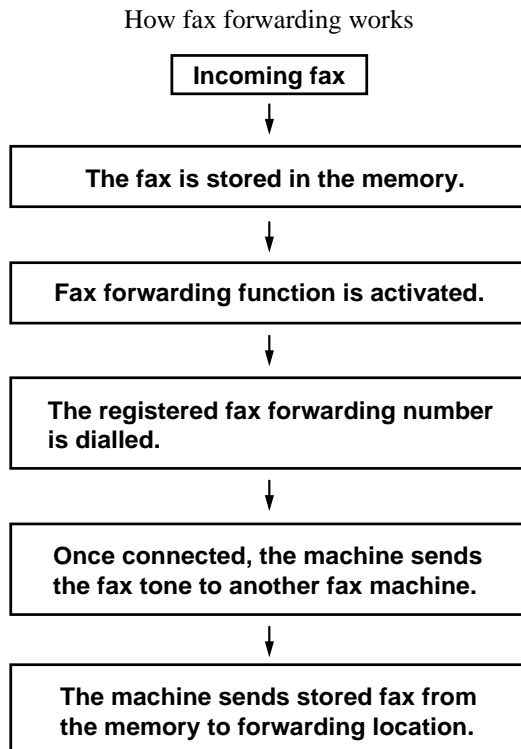 How fax forwarding works
Incoming fax
The fax is stored in the memory.
Fax forwarding function is activated.
The registered fax forwarding number
is dialled.
Once connected, the machine sends
the fax tone to another fax machine.
The machine sends stored fax from
the memory to forwarding location.